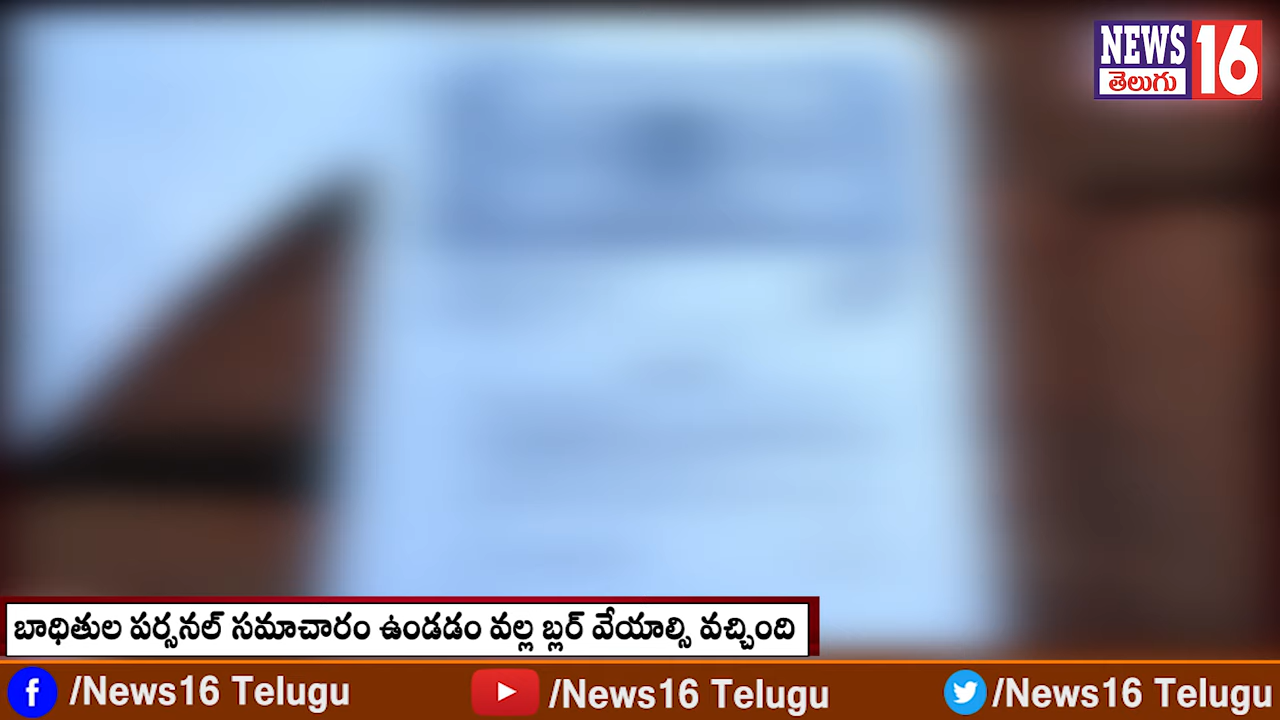 NEWS 16
తెలుగు
బాధితుల పర్సనల్ సమాచారం ఉండడం వల్ల బ్లర్ వేయాల్సి వచ్చింది
/News16 Telugu /News16 Telugu /News16 Telugu